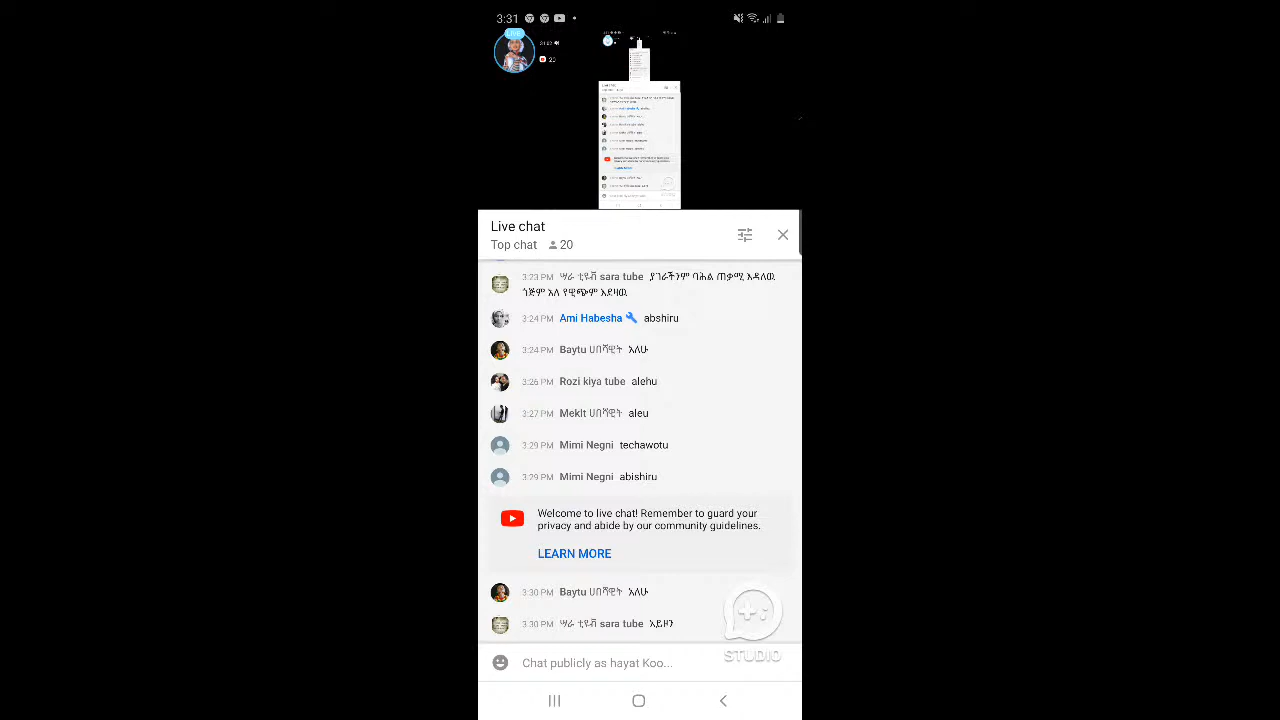 3:31
LIVE
20
Live chat
Top chat 20
3:23 PM ሣራ ቲዩብ sara tube ያገራችንም ባሕል ጠቃሚ እዳለዉ
ጎጅም አለ የዊጭም እደዛዉ
3:24 PM Ami Habesha abshiru
3:24 PM Baytu ሀበሻዊት አለሁ
3:26 PM Rozi kiya tube alehu
3:27 PM Meklt ሀበሻዊት aleu
3:29 PM Mimi Negni techawotu
3:29 PM Mimi Negni abishiru
Welcome to live chat! Remember to guard your
privacy and abide by our community guidelines.
LEARN MORE
3:30 PM Baytu ሀበሻዊት አለሁ
3:30 PM ሣራ ቲዩብ sara tube አይዞን
STUDIO
Chat publicly as hayat Koo...